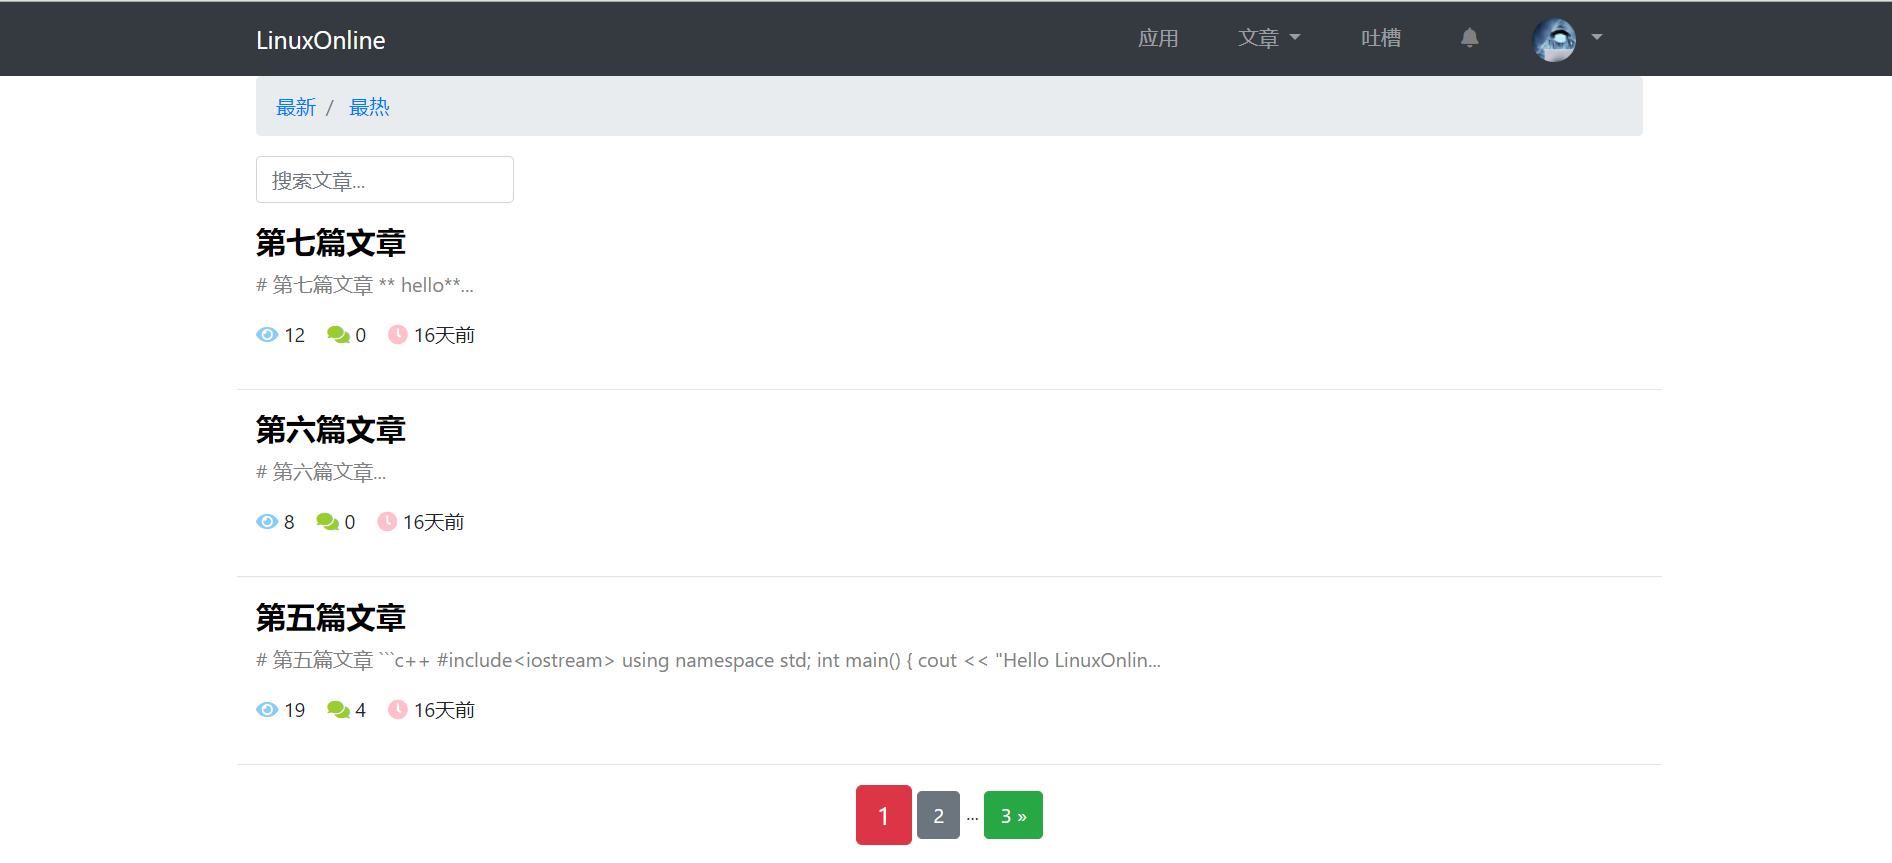 LinuxOnline 应用 文章 吐槽
最新 / 最热
搜索文章...
第七篇文章
# 第七篇文章 ** hello**...
12 0 16天前
第六篇文章
# 第六篇文章...
8 0 16天前
第五篇文章
# 第五篇文章 ```c++ #include<iostream> using namespace std; int main() { cout << "Hello LinuxOnlin...
19 4 16天前
1 2 ... 3 »